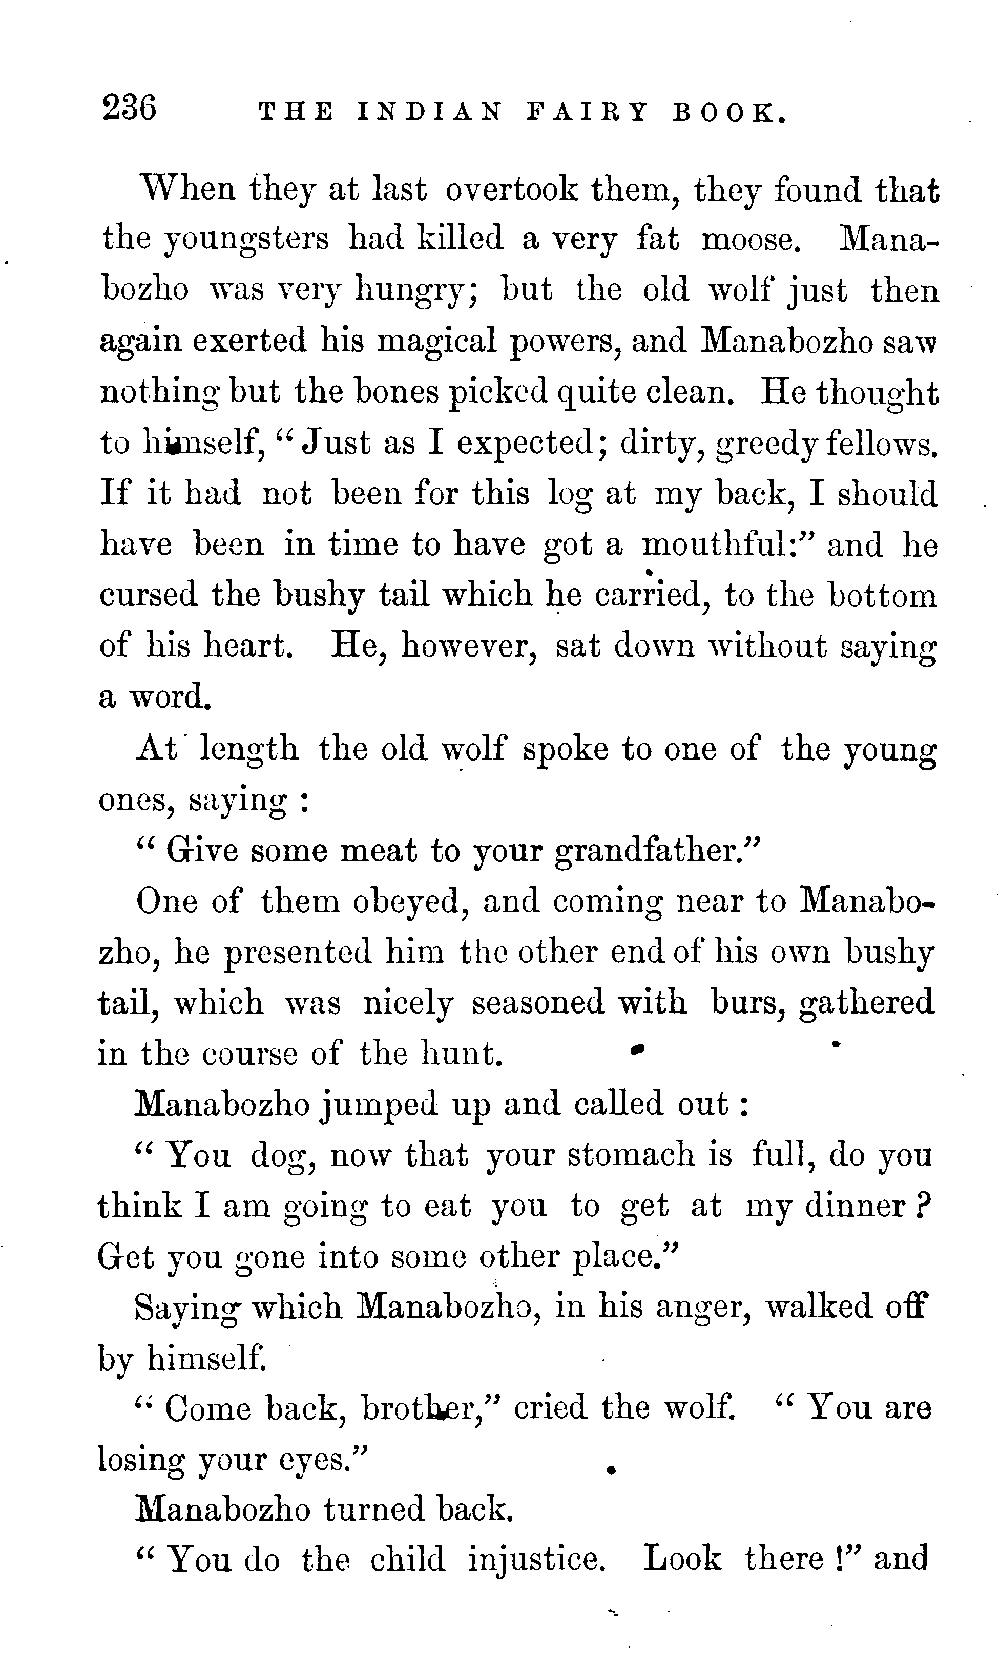 236 THE INDIAN FAIRY BOOK.
When they at last overtook them, they found that
the youngsters had killed a very fat moose. Mana-
bozho was very hungry; but the old wolf just then
again exerted his magical powers, and Manabozho saw
nothing but the bones picked quite clean. He thought
to himself, “Just as I expected; dirty, greedy fellows.
If it had not been for this log at my back, I should
have been in time to have got a mouthful:” and he
cursed the bushy tail which he carried, to the bottom
of his heart. He, however, sat down without saying
a word.
At length the old wolf spoke to one of the young
ones, saying :
“ Give some meat to your grandfather.”
One of them obeyed, and coming near to Manabo-
zho, he presented him the other end of his own bushy
tail, which was nicely seasoned with burs, gathered
in the course of the hunt.
Manabozho jumped up and called out :
“ You dog, now that your stomach is full, do you
think I am going to eat you to get at my dinner ?
Get you gone into some other place.”
Saying which Manabozho, in his anger, walked off
by himself.
“ Come back, brother,” cried the wolf. “ You are
losing your eyes.”
Manabozho turned back.
“ You do the child injustice. Look there !” and